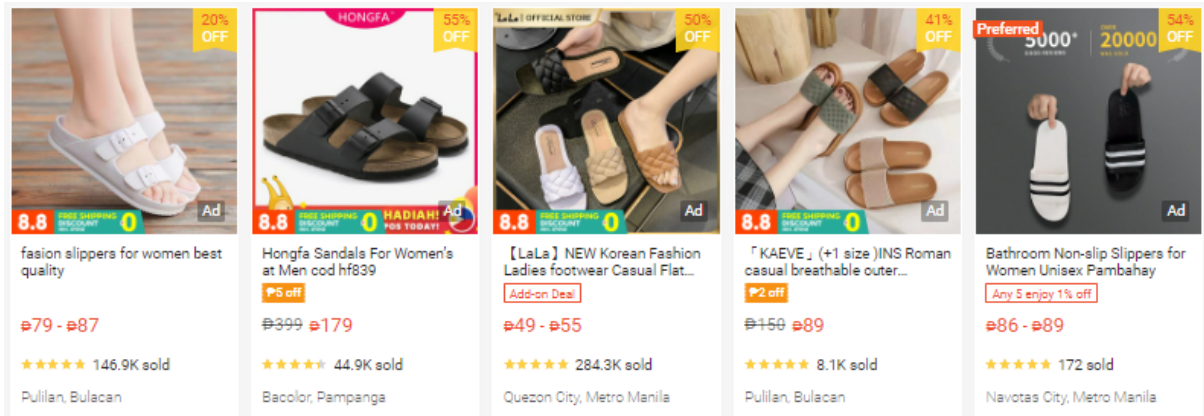 20%
OFF
8.8
FREE SHIPPING
DISCOUNT
0
Ad
fasion slippers for women best
quality
₱79 - ₱87
146.9K sold
Pulilan, Bulacan
HONGFA
55%
OFF
8.8
FREE SHIPPING
DISCOUNT
0
HADIAH!
POS TODAY!
Ad
Hongfa Sandals For Women's
at Men cod hf839
₱5 off
₱399 ₱179
44.9K sold
Bacolor, Pampanga
LaLa | OFFICIAL STORE
50%
OFF
8.8
FREE SHIPPING
DISCOUNT
0
Ad
【LaLa】NEW Korean Fashion
Ladies footwear Casual Flat...
Add-on Deal
₱49 - ₱55
284.3K sold
Quezon City, Metro Manila
41%
OFF
8.8
FREE SHIPPING
DISCOUNT
0
Ad
「KAEVE」(+1 size )INS Roman
casual breathable outer...
₱2 off
₱150 ₱89
8.1K sold
Pulilan, Bulacan
Preferred
5000+
OVER
20000
54%
OFF
Ad
Bathroom Non-slip Slippers for
Women Unisex Pambahay
Any 5 enjoy 1% off
₱86 - ₱89
172 sold
Navotas City, Metro Manila